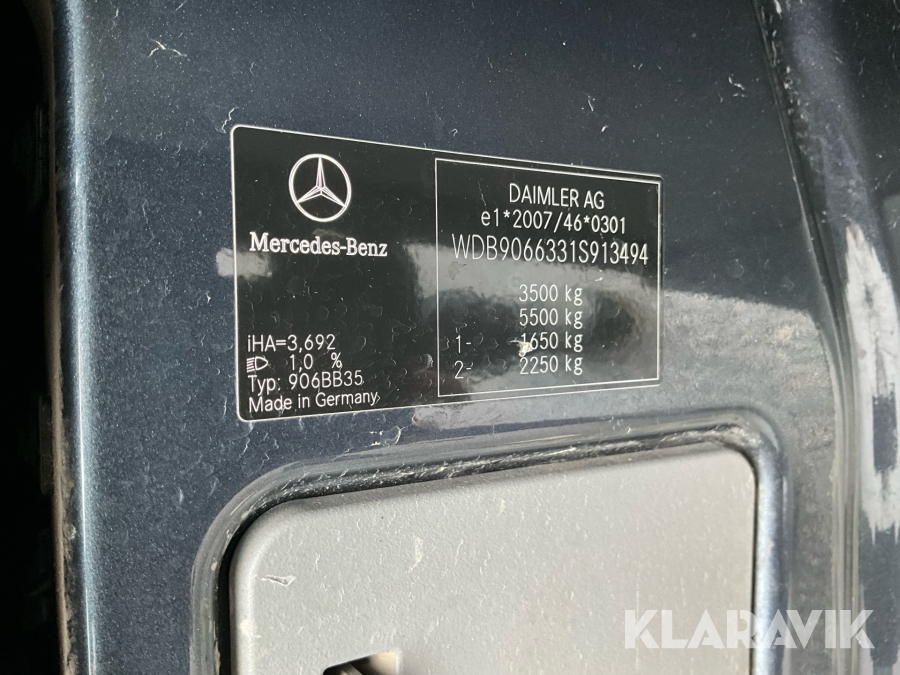 Mercedes-Benz
iHA=3,692
1,0 %
Typ: 906BB35
Made in Germany
DAIMLER AG
e1*2007/46*0301
WDB9066331S913494
3500 kg
5500 kg
1- 1650 kg
2- 2250 kg
KLARAVIK